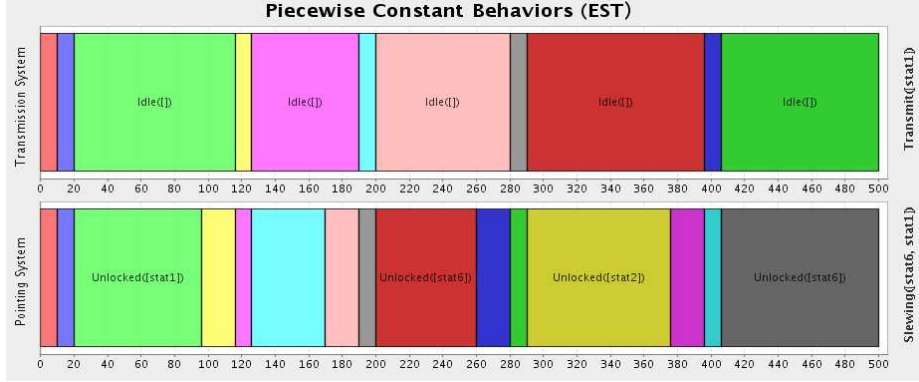 Piecewise Constant Behaviors (EST)
Transmission System
Idle([]) Idle([]) Idle([]) Idle([]) Idle([])
Transmit([stat1])
0 20 40 60 80 100 120 140 160 180 200 220 240 260 280 300 320 340 360 380 400 420 440 460 480 500
Pointing System
Unlocked([stat1]) Unlocked([stat6]) Unlocked([stat2]) Unlocked([stat6])
Slewing([stat6, stat1])
0 20 40 60 80 100 120 140 160 180 200 220 240 260 280 300 320 340 360 380 400 420 440 460 480 500